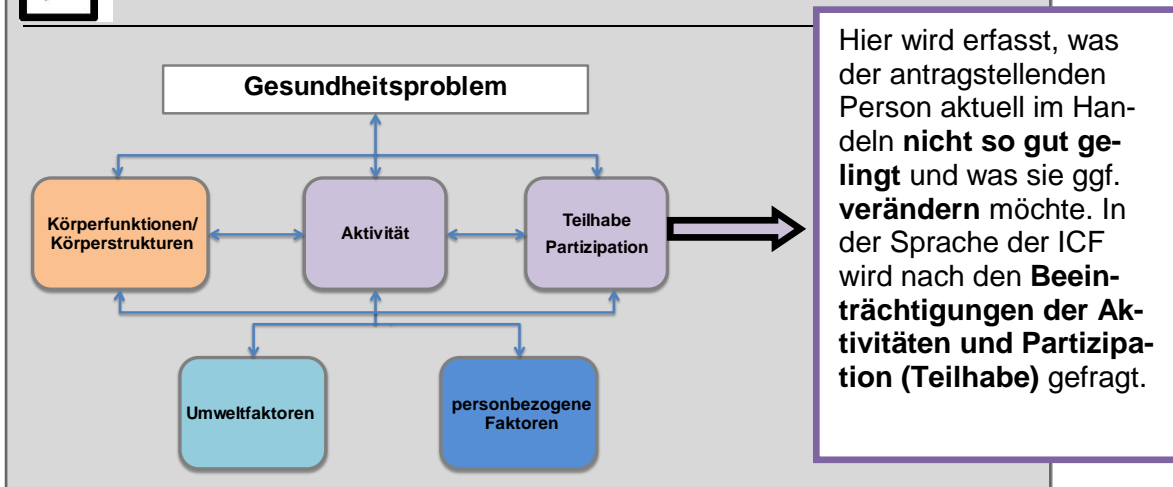 Gesundheitsproblem
Körperfunktionen/
Körperstrukturen
Aktivität
Teilhabe
Partizipation
Umweltfaktoren
personbezogene
Faktoren
Hier wird erfasst, was
der antragstellenden
Person aktuell im Han-
deln nicht so gut ge-
lingt und was sie ggf.
verändern möchte. In
der Sprache der ICF
wird nach den Beein-
trächtigungen der Ak-
tivitäten und Partizipa-
tion (Teilhabe) gefragt.